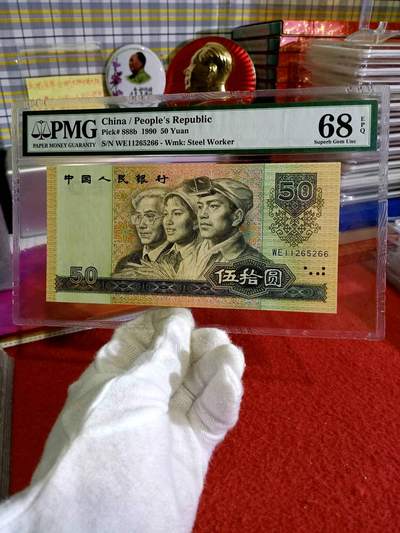 PMG
PAPER MONEY GUARANTY
China / People's Republic
Pick# 888b 1990 50 Yuan
S/N WE11265266 - Wmk: Steel Worker
68 EPQ
Superb Gem Unc
中国人民银行
50
WE11265266
50
伍拾圆